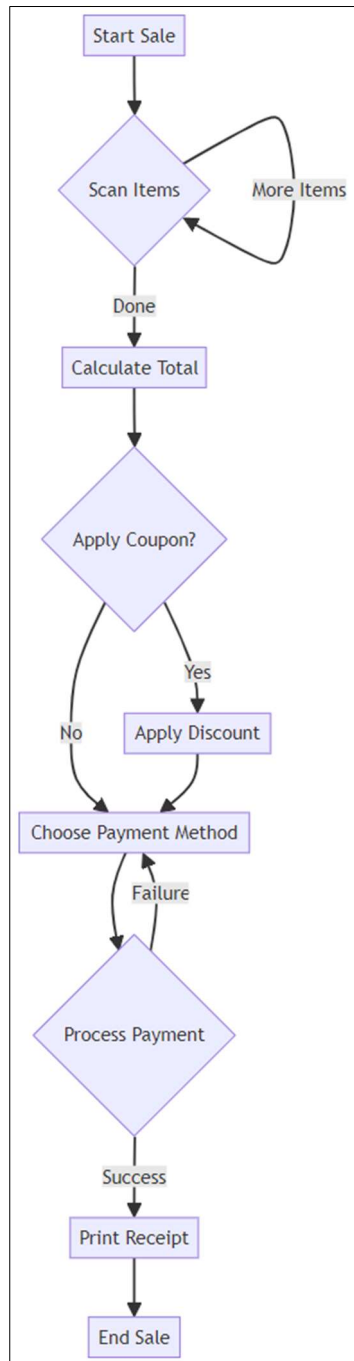 Start Sale
Scan Items
More Items
Done
Calculate Total
Apply Coupon?
Yes
No
Apply Discount
Choose Payment Method
Failure
Process Payment
Success
Print Receipt
End Sale